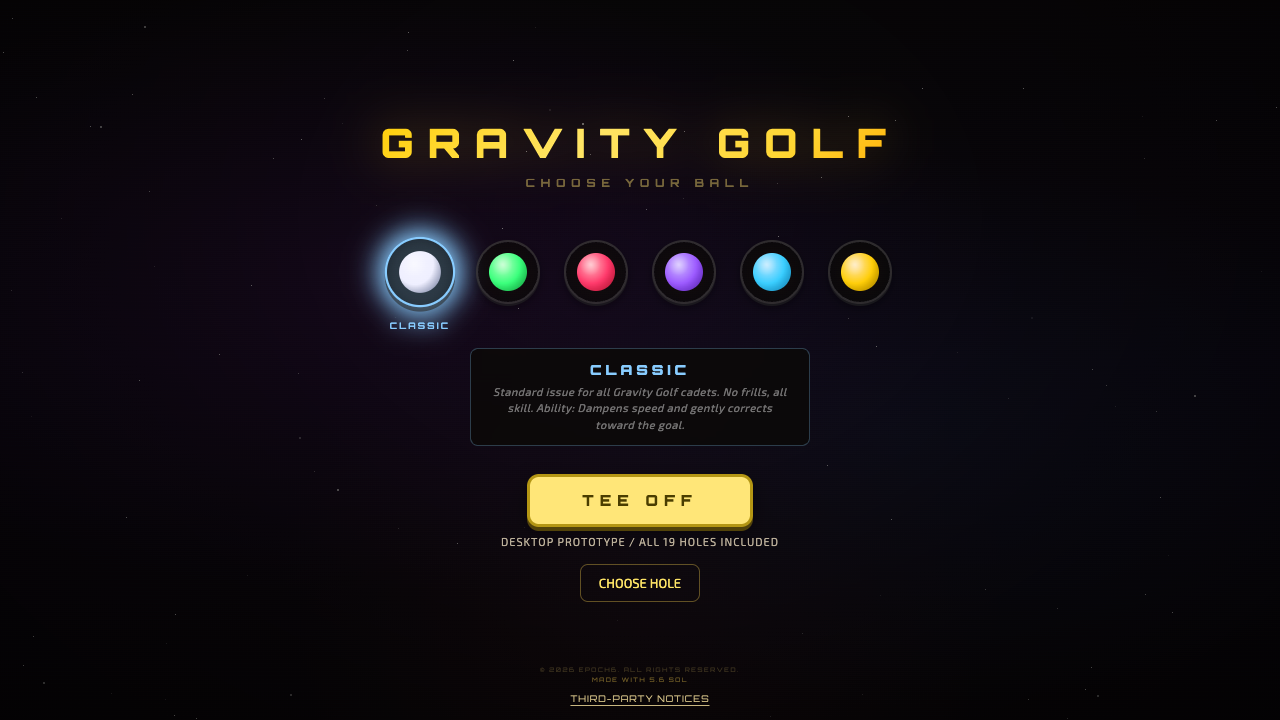 GRAVITY GOLF
CHOOSE YOUR BALL
CLASSIC
CLASSIC
Standard issue for all Gravity Golf cadets. No frills, all
skill. Ability: Dampens speed and gently corrects
toward the goal.
TEE OFF
DESKTOP PROTOTYPE / ALL 19 HOLES INCLUDED
CHOOSE HOLE
© 2026 EPOCH6. ALL RIGHTS RESERVED.
MADE WITH 5.6 SOL
THIRD-PARTY NOTICES